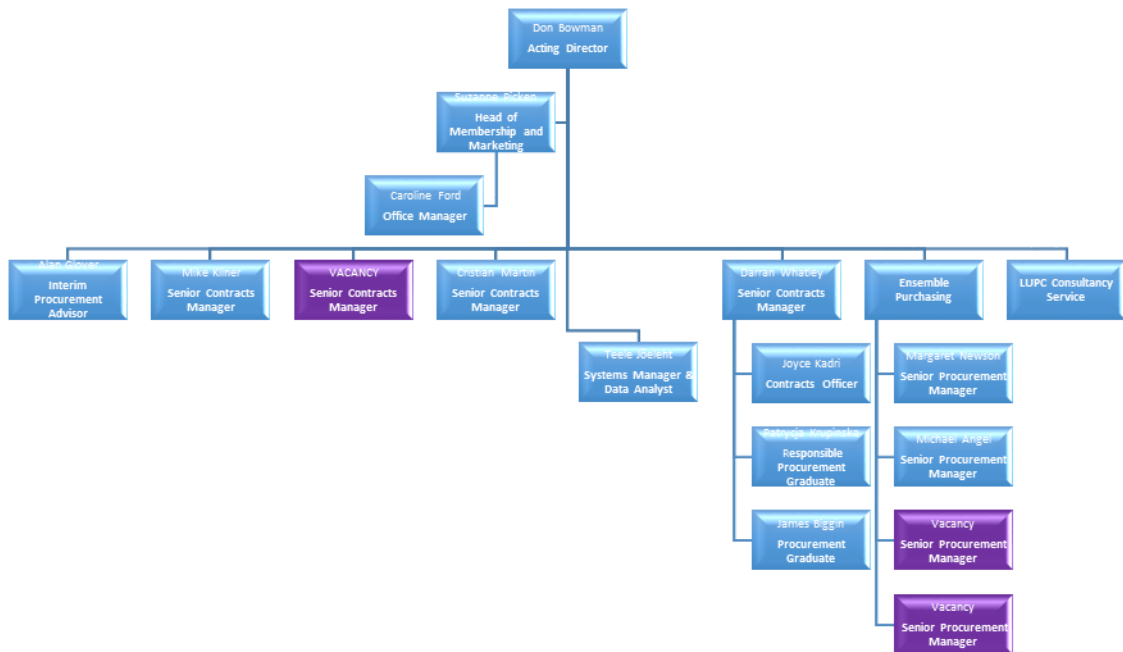 Don Bowman
Acting Director
Suzanne Picken
Head of
Membership and
Marketing
Caroline Ford
Office Manager
Alan Glover
Interim
Procurement
Advisor
Mike Kilner
Senior Contracts
Manager
VACANCY
Senior Contracts
Manager
Cristian Martin
Senior Contracts
Manager
Darran Whatley
Senior Contracts
Manager
Ensemble
Purchasing
LUPC Consultancy
Service
Teele Joeleht
Systems Manager &
Data Analyst
Joyce Kadri
Contracts Officer
Patrycja Krupinska
Responsible
Procurement
Graduate
James Biggin
Procurement
Graduate
Margaret Newson
Senior Procurement
Manager
Michael Angel
Senior Procurement
Manager
Vacancy
Senior Procurement
Manager
Vacancy
Senior Procurement
Manager